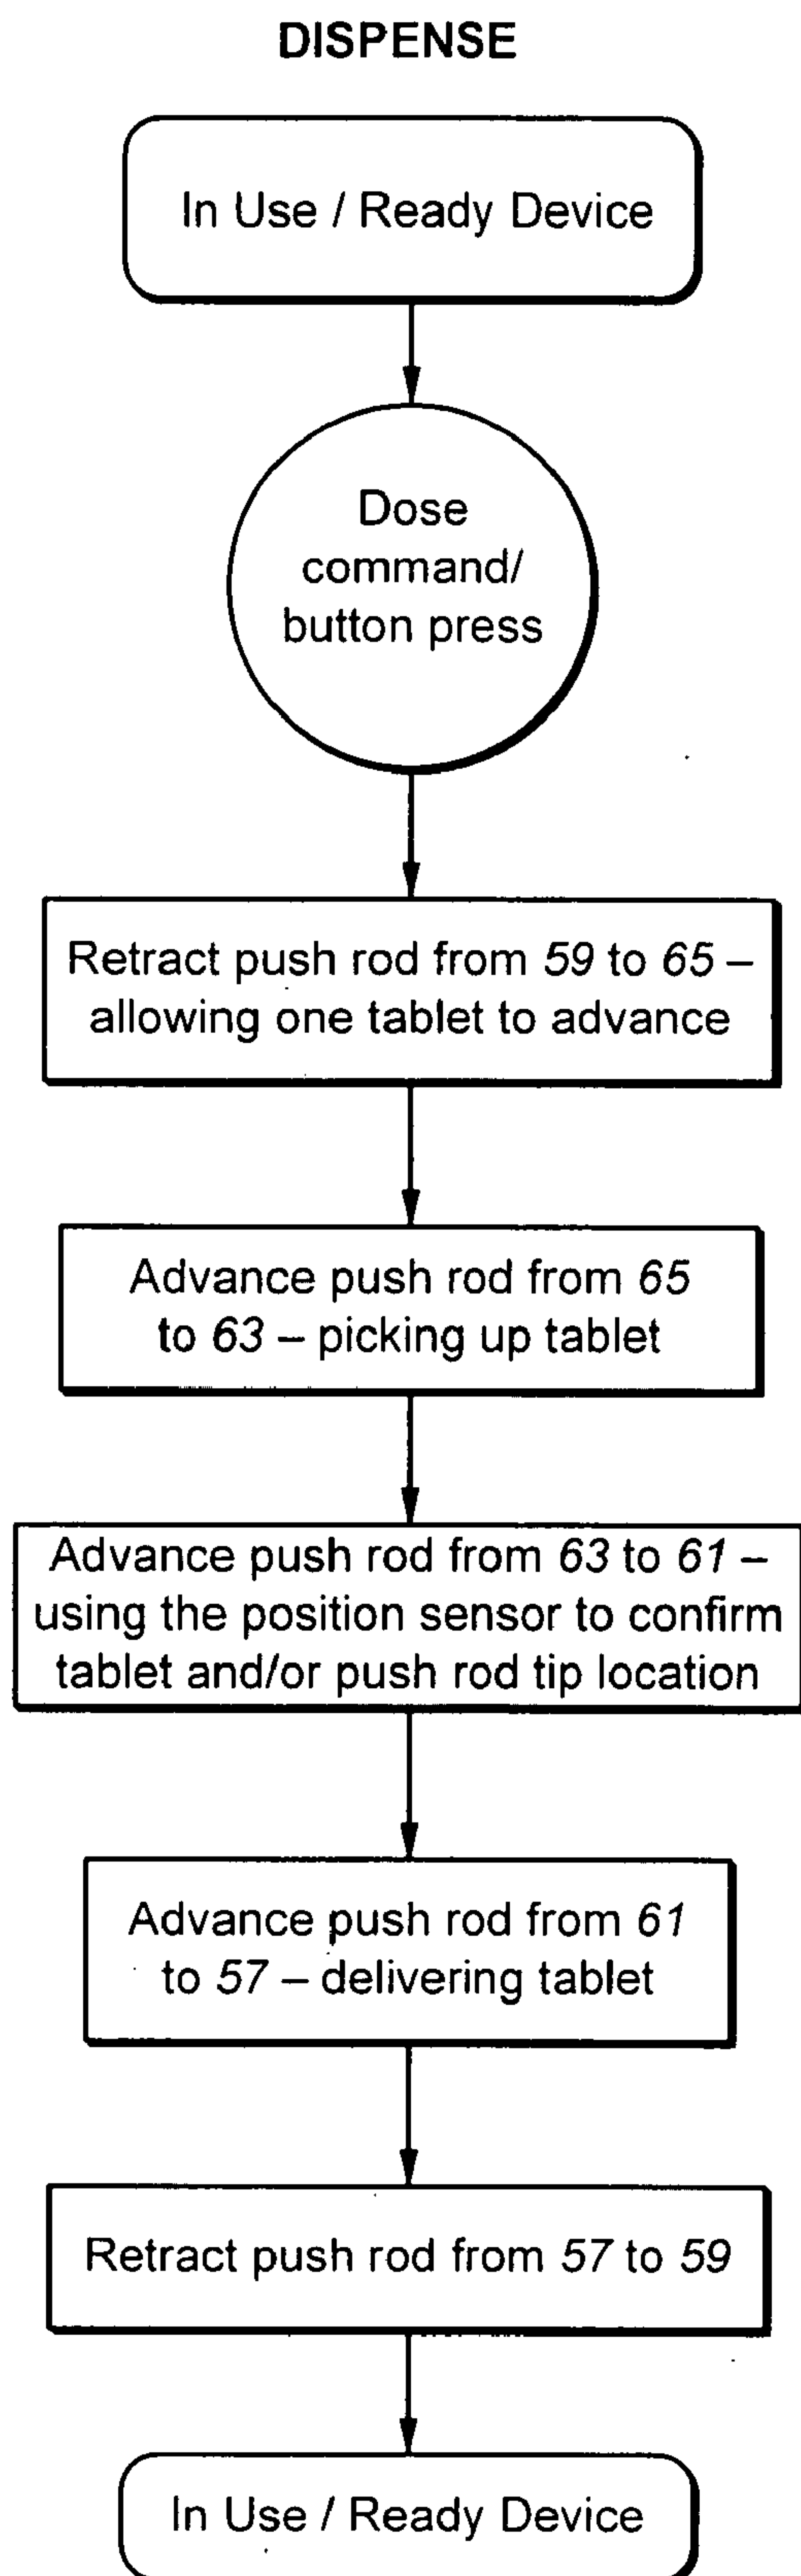 DISPENSE
In Use / Ready Device
Dose
command/
button press
Retract push rod from 59 to 65 –
allowing one tablet to advance
Advance push rod from 65
to 63 – picking up tablet
Advance push rod from 63 to 61 –
using the position sensor to confirm
tablet and/or push rod tip location
Advance push rod from 61
to 57 – delivering tablet
Retract push rod from 57 to 59
In Use / Ready Device